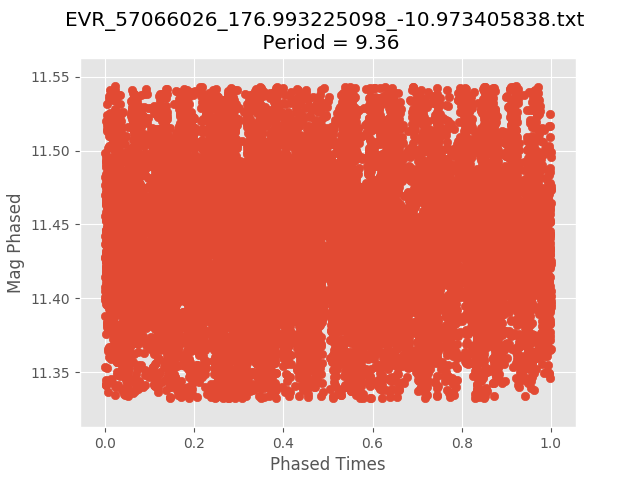 EVR_57066026_176.993225098_-10.973405838.txt
Period = 9.36
11.55
11.50
11.45
11.40
11.35
Mag Phased
0.0 0.2 0.4 0.6 0.8 1.0
Phased Times